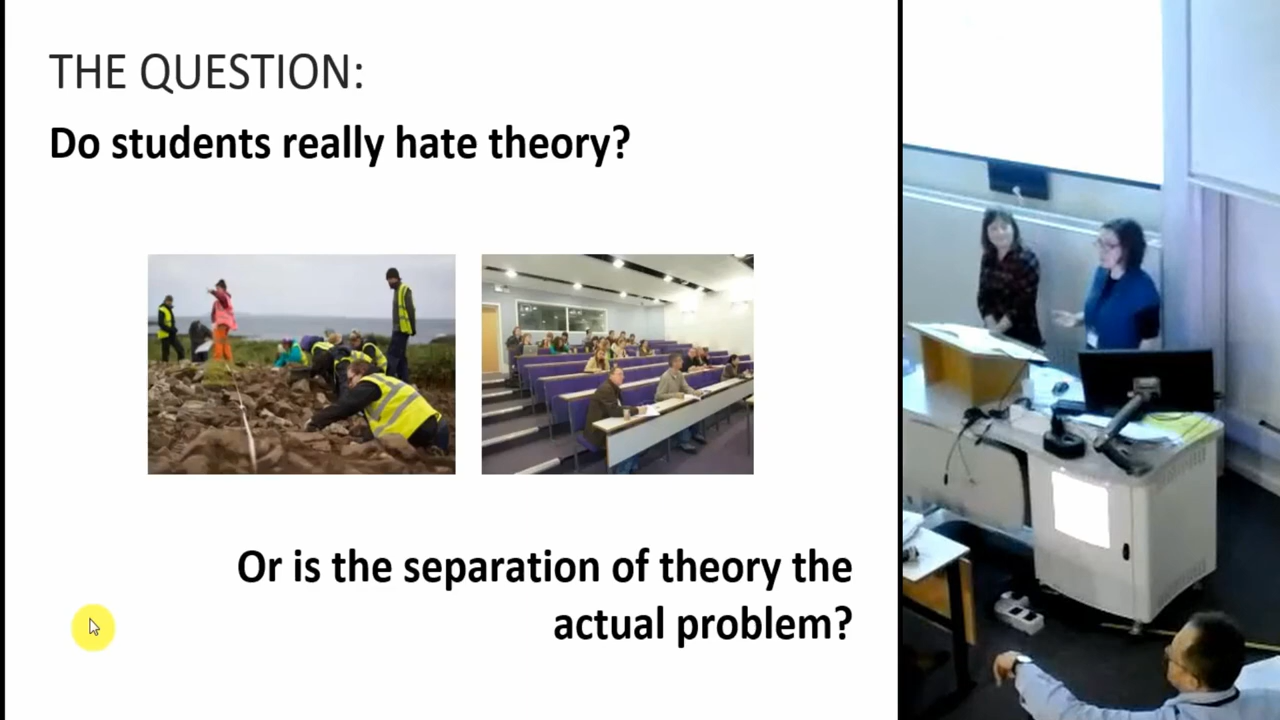 THE QUESTION:
Do students really hate theory?
Or is the separation of theory the
actual problem?